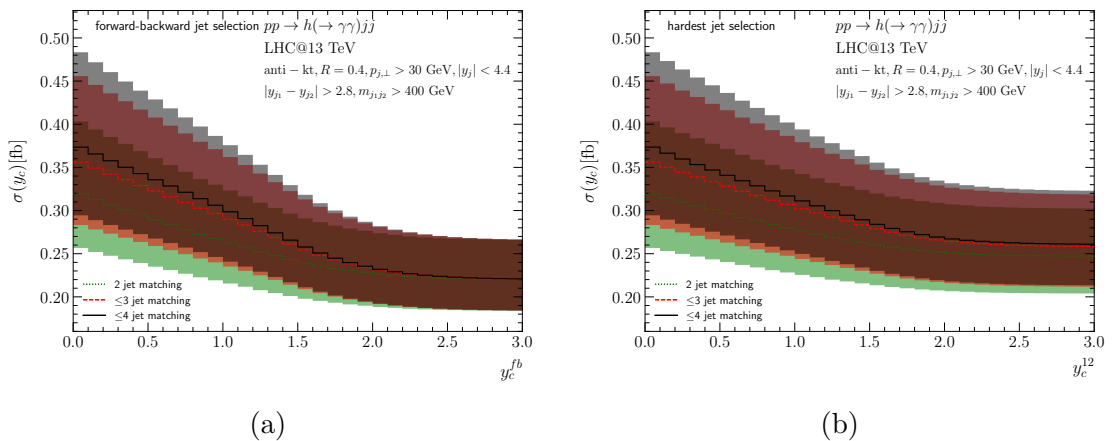 forward-backward jet selection
pp → h(→ γγ)jj
LHC@13 TeV
anti − kt, R = 0.4, p_{j,⊥} > 30 GeV, |y_j| < 4.4
|y_{j1} − y_{j2}| > 2.8, m_{j1j2} > 400 GeV
σ(y_c)[fb]
0.50
0.45
0.40
0.35
0.30
0.25
0.20
2 jet matching
≤3 jet matching
≤4 jet matching
0.0 0.5 1.0 1.5 2.0 2.5 3.0
y_c^{fb}
(a)
hardest jet selection
pp → h(→ γγ)jj
LHC@13 TeV
anti − kt, R = 0.4, p_{j,⊥} > 30 GeV, |y_j| < 4.4
|y_{j1} − y_{j2}| > 2.8, m_{j1j2} > 400 GeV
σ(y_c)[fb]
0.50
0.45
0.40
0.35
0.30
0.25
0.20
2 jet matching
≤3 jet matching
≤4 jet matching
0.0 0.5 1.0 1.5 2.0 2.5 3.0
y_c^{12}
(b)